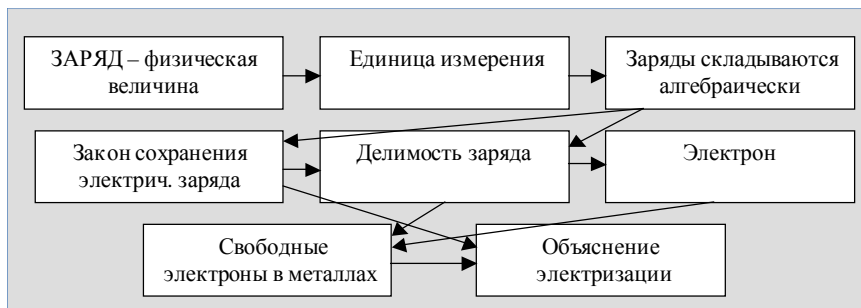 ЗАРЯД – физическая
величина
Единица измерения
Заряды складываются
алгебраически
Закон сохранения
электрич. заряда
Делимость заряда
Электрон
Свободные
электроны в металлах
Объяснение
электризации